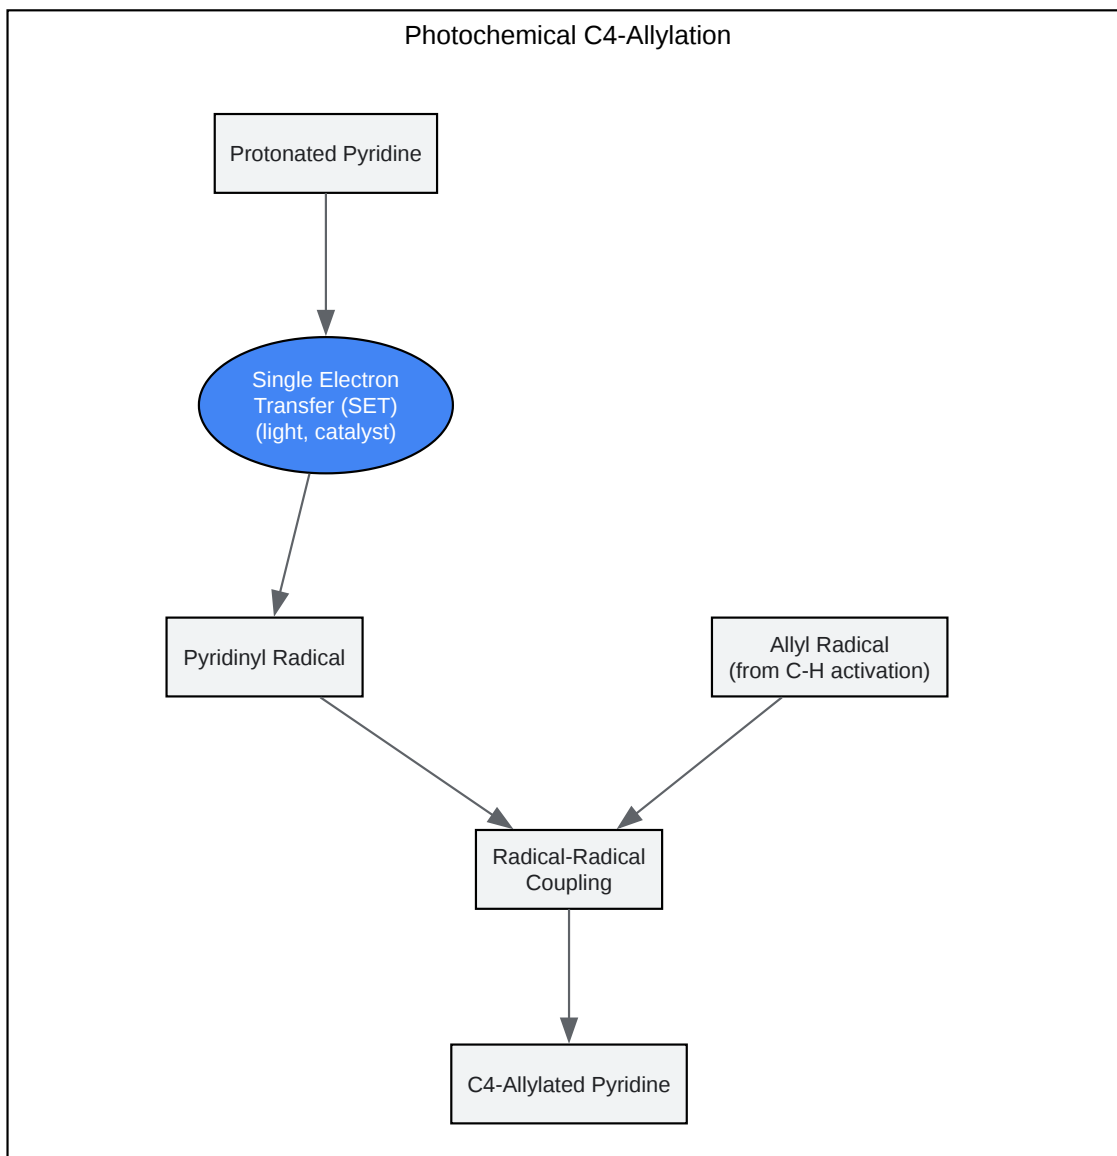 Photochemical C4-Allylation
Protonated Pyridine
Single Electron
Transfer (SET)
(light, catalyst)
Pyridinyl Radical
Allyl Radical
(from C-H activation)
Radical-Radical
Coupling
C4-Allylated Pyridine